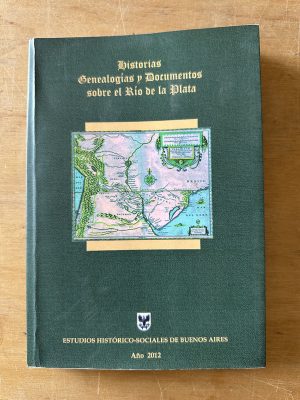 Historias
Genealogías y Documentos
sobre el Río de la Plata
ESTUDIOS HISTÓRICO-SOCIALES DE BUENOS AIRES
Año 2012